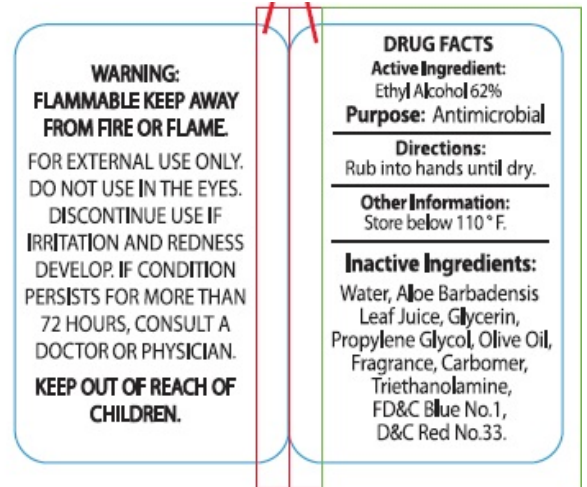 WARNING:
FLAMMABLE KEEP AWAY
FROM FIRE OR FLAME.
FOR EXTERNAL USE ONLY.
DO NOT USE IN THE EYES.
DISCONTINUE USE IF
IRRITATION AND REDNESS
DEVELOP. IF CONDITION
PERSISTS FOR MORE THAN
72 HOURS, CONSULT A
DOCTOR OR PHYSICIAN.
KEEP OUT OF REACH OF
CHILDREN.
DRUG FACTS
Active Ingredient:
Ethyl Alcohol 62%
Purpose: Antimicrobial
Directions:
Rub into hands until dry.
Other Information:
Store below 110° F.
Inactive Ingredients:
Water, Aloe Barbadensis
Leaf Juice, Glycerin,
Propylene Glycol, Olive Oil,
Fragrance, Carbomer,
Triethanolamine,
FD&C Blue No.1,
D&C Red No.33.